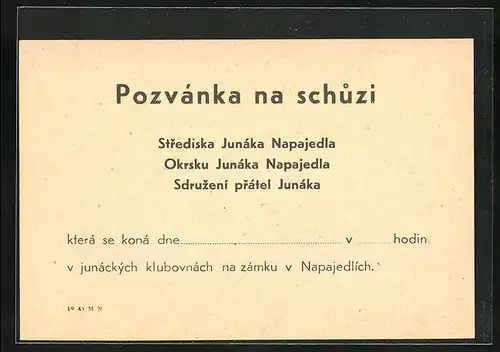 Pozvánka na schůzi
Střediska Junáka Napajedla
Okrsku Junáka Napajedla
Sdružení přátel Junáka
která se koná dne.................................................v ..........hodin
v junáckých klubovnách na zámku v Napajedlích.
M N